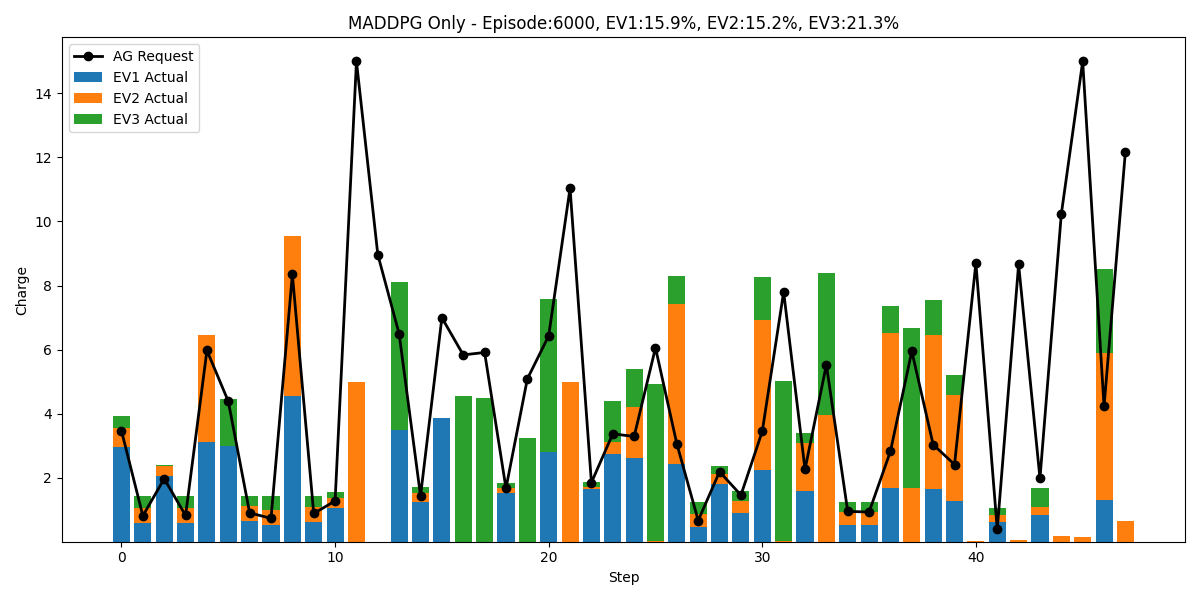 MADDPG Only - Episode:6000, EV1:15.9%, EV2:15.2%, EV3:21.3%
AG Request
EV1 Actual
EV2 Actual
EV3 Actual
Charge
14
12
10
8
6
4
2
0 10 20 30 40
Step